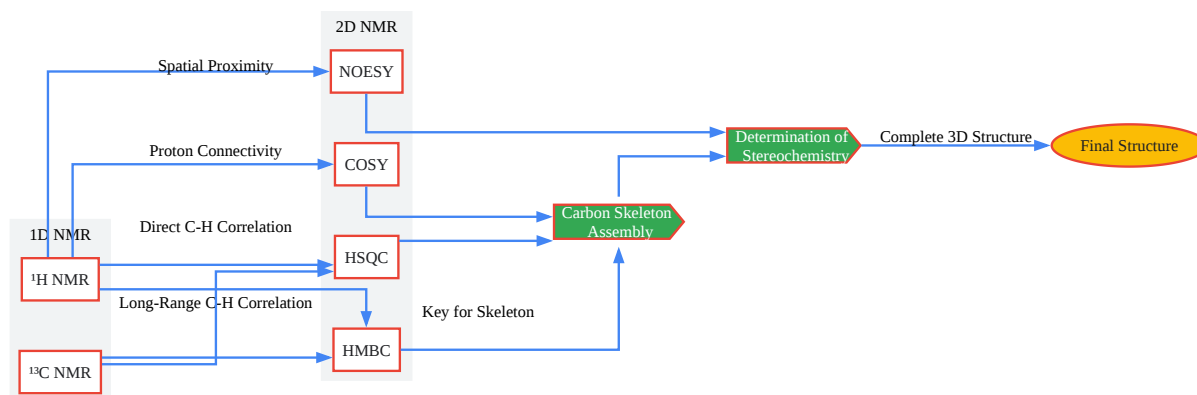 2D NMR
Spatial Proximity
NOESY
Determination of
Stereochemistry
Complete 3D Structure
Final Structure
Proton Connectivity
COSY
Carbon Skeleton
Assembly
1D NMR
Direct C-H Correlation
HSQC
¹H NMR
Long-Range C-H Correlation
Key for Skeleton
HMBC
¹³C NMR